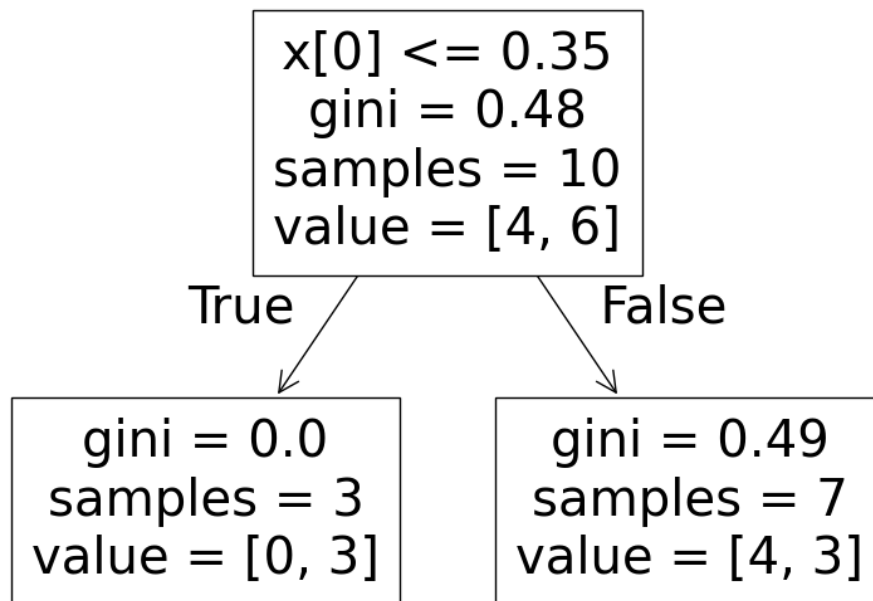 x[0] <= 0.35
gini = 0.48
samples = 10
value = [4, 6]
True
False
gini = 0.0
samples = 3
value = [0, 3]
gini = 0.49
samples = 7
value = [4, 3]